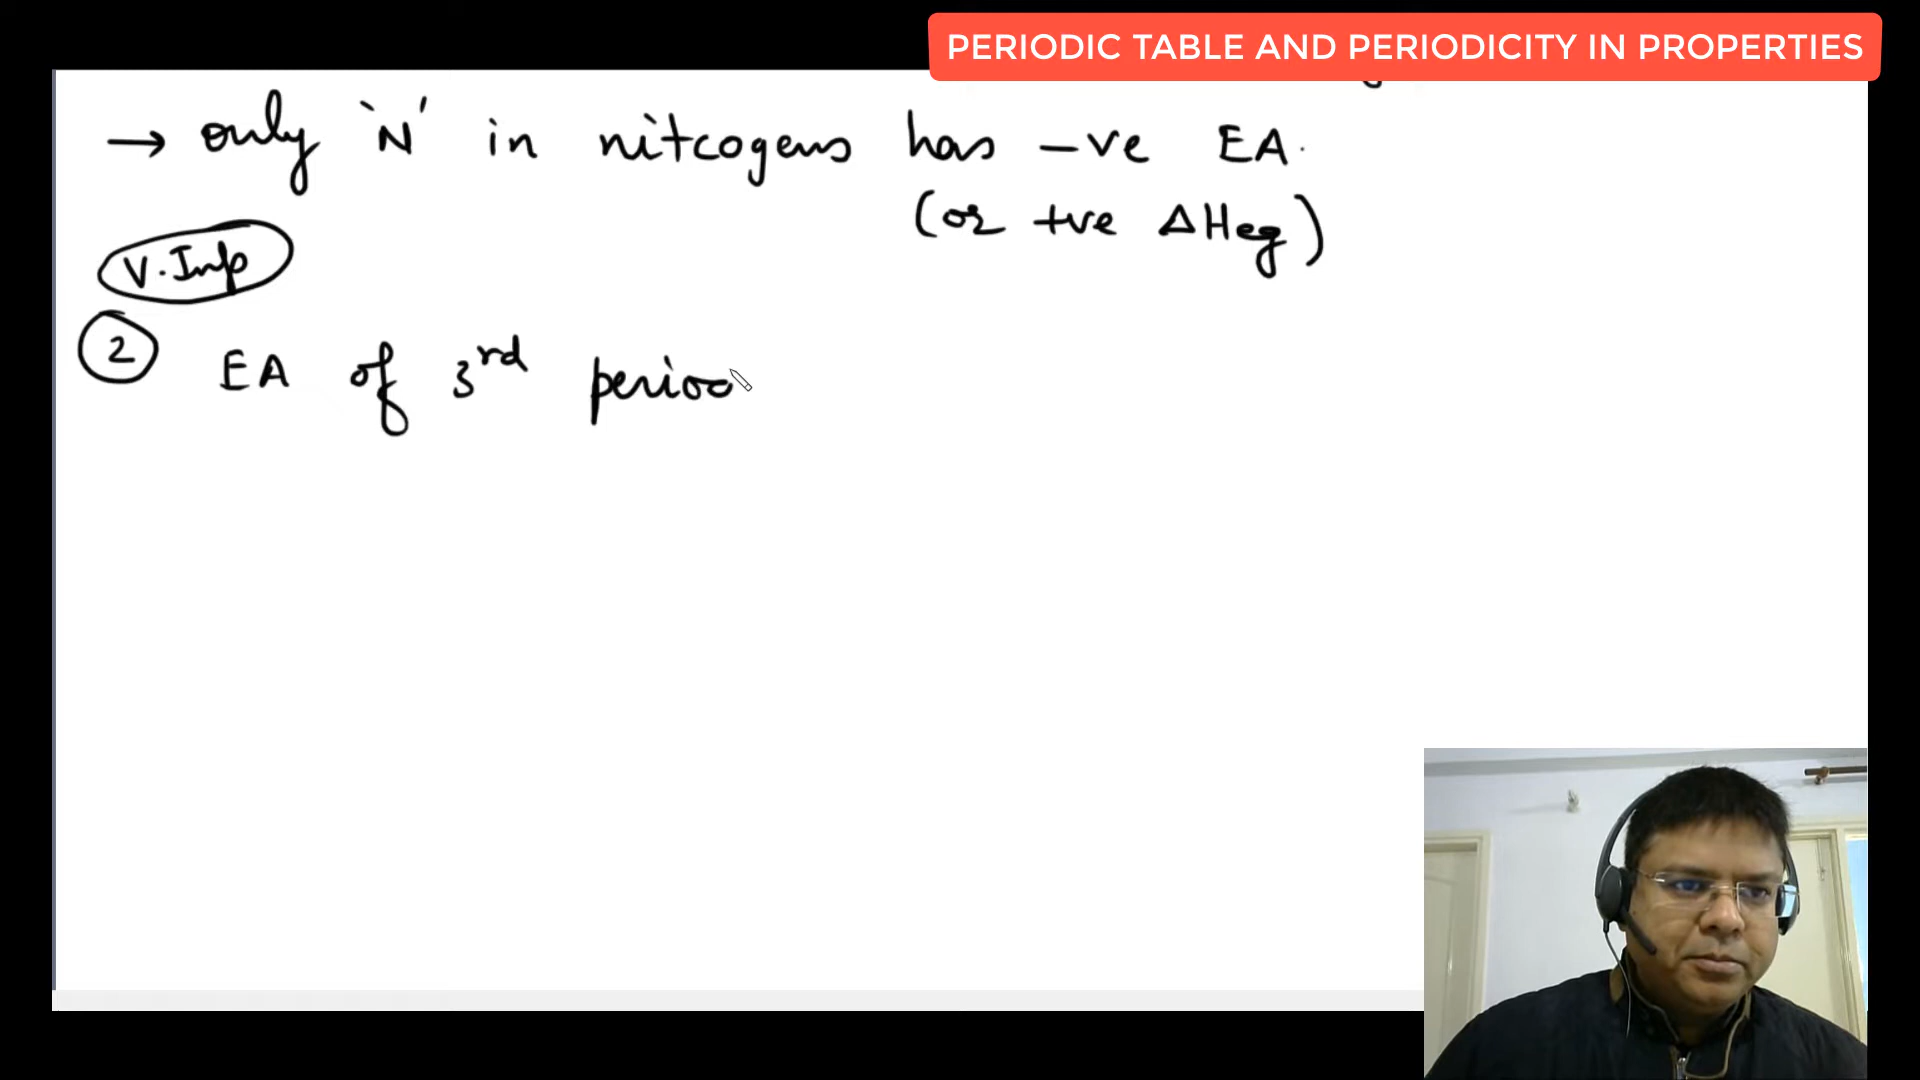 PERIODIC TABLE AND PERIODICITY IN PROPERTIES
→ only 'N' in nitrogens has -ve EA.
(or +ve ΔHeg)
V. Imp
2 EA of 3rd perioo